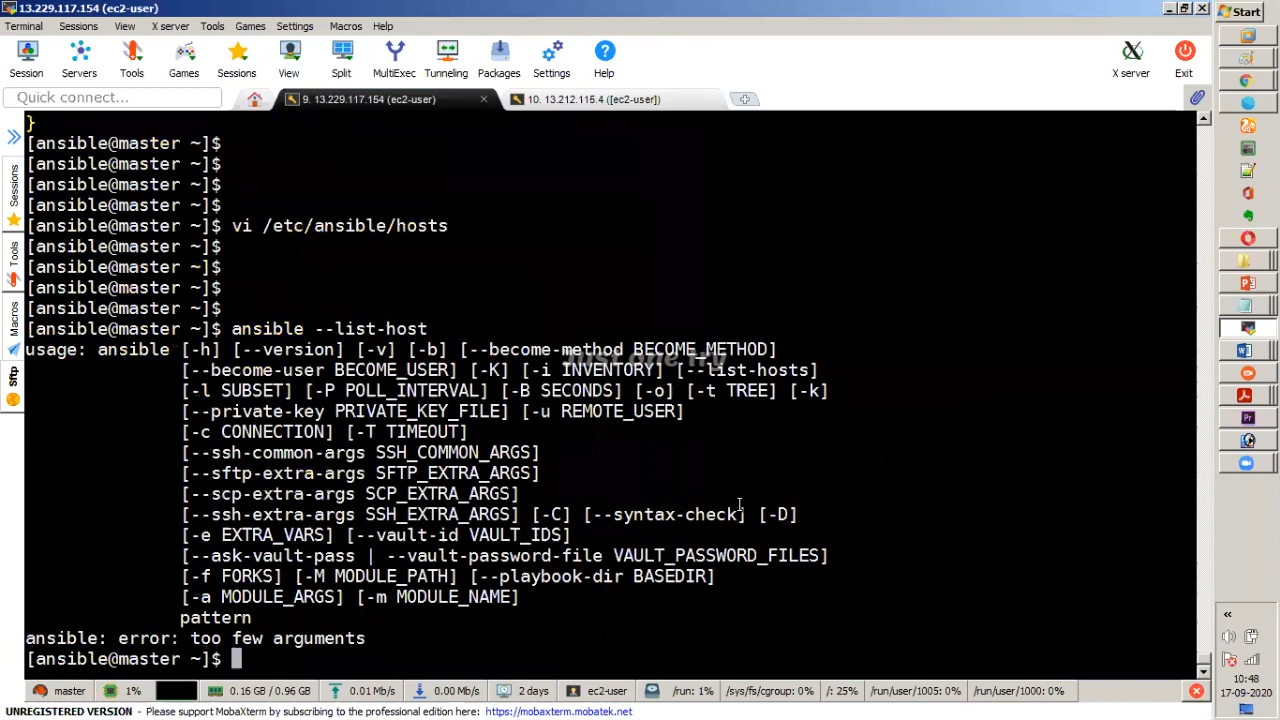 13.229.117.154 (ec2-user)
Start
Terminal Sessions View X server Tools Games Settings Macros Help
Session Servers Tools Games Sessions View Split MultiExec Tunneling Packages Settings Help X server Exit
Quick connect...
9. 13.229.117.154 (ec2-user)
10. 13.212.115.4 ([ec2-user])
Sessions
Tools
Macros
Sftp
}
[ansible@master ~]$
[ansible@master ~]$
[ansible@master ~]$
[ansible@master ~]$
[ansible@master ~]$ vi /etc/ansible/hosts
[ansible@master ~]$
[ansible@master ~]$
[ansible@master ~]$
[ansible@master ~]$
[ansible@master ~]$ ansible --list-host
usage: ansible [-h] [--version] [-v] [-b] [--become-method BECOME_METHOD]
Just one Try
[--become-user BECOME_USER] [-K] [-i INVENTORY] [--list-hosts]
[-l SUBSET] [-P POLL_INTERVAL] [-B SECONDS] [-o] [-t TREE] [-k]
[--private-key PRIVATE_KEY_FILE] [-u REMOTE_USER]
[-c CONNECTION] [-T TIMEOUT]
[--ssh-common-args SSH_COMMON_ARGS]
[--sftp-extra-args SFTP_EXTRA_ARGS]
[--scp-extra-args SCP_EXTRA_ARGS]
[--ssh-extra-args SSH_EXTRA_ARGS] [-C] [--syntax-check] [-D]
[-e EXTRA_VARS] [--vault-id VAULT_IDS]
[--ask-vault-pass | --vault-password-file VAULT_PASSWORD_FILES]
[-f FORKS] [-M MODULE_PATH] [--playbook-dir BASEDIR]
[-a MODULE_ARGS] [-m MODULE_NAME]
pattern
ansible: error: too few arguments
[ansible@master ~]$
master 1% 0.16 GB / 0.96 GB 0.01 Mb/s 0.00 Mb/s 2 days ec2-user /run: 1% /sys/fs/cgroup: 0% /: 25% /run/user/1005: 0% /run/user/1000: 0%
UNREGISTERED VERSION - Please support MobaXterm by subscribing to the professional edition here: https://mobaxterm.mobatek.net
10:48
17-09-2020